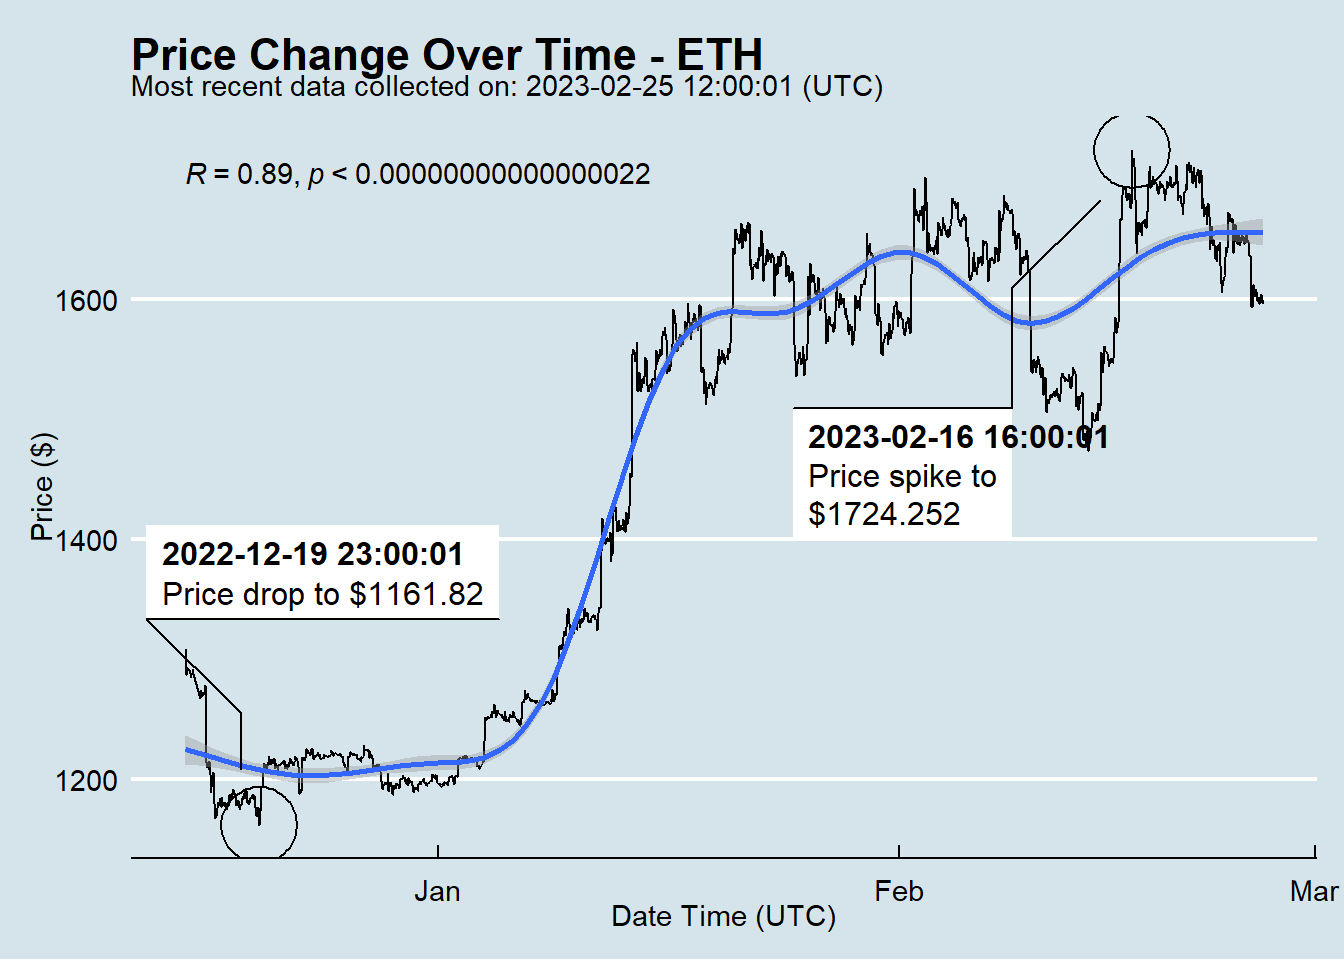 Price Change Over Time - ETH
Most recent data collected on: 2023-02-25 12:00:01 (UTC)
R = 0.89, p < 0.00000000000000022
1600
2023-02-16 16:00:01
Price spike to
$1724.252
Price ($)
1400
2022-12-19 23:00:01
Price drop to $1161.82
1200
Jan
Feb
Mar
Date Time (UTC)